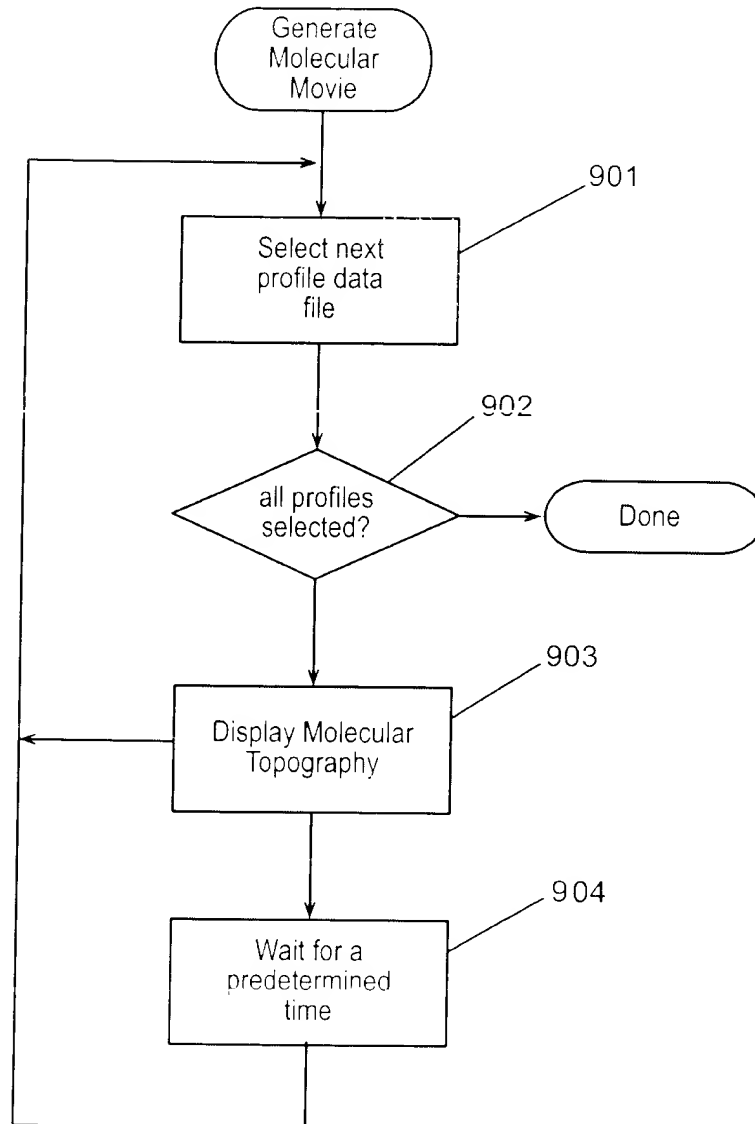 Generate
Molecular
Movie
901
Select next
profile data
file
902
all profiles
selected?
Done
903
Display Molecular
Topography
904
Wait for a
predetermined
time